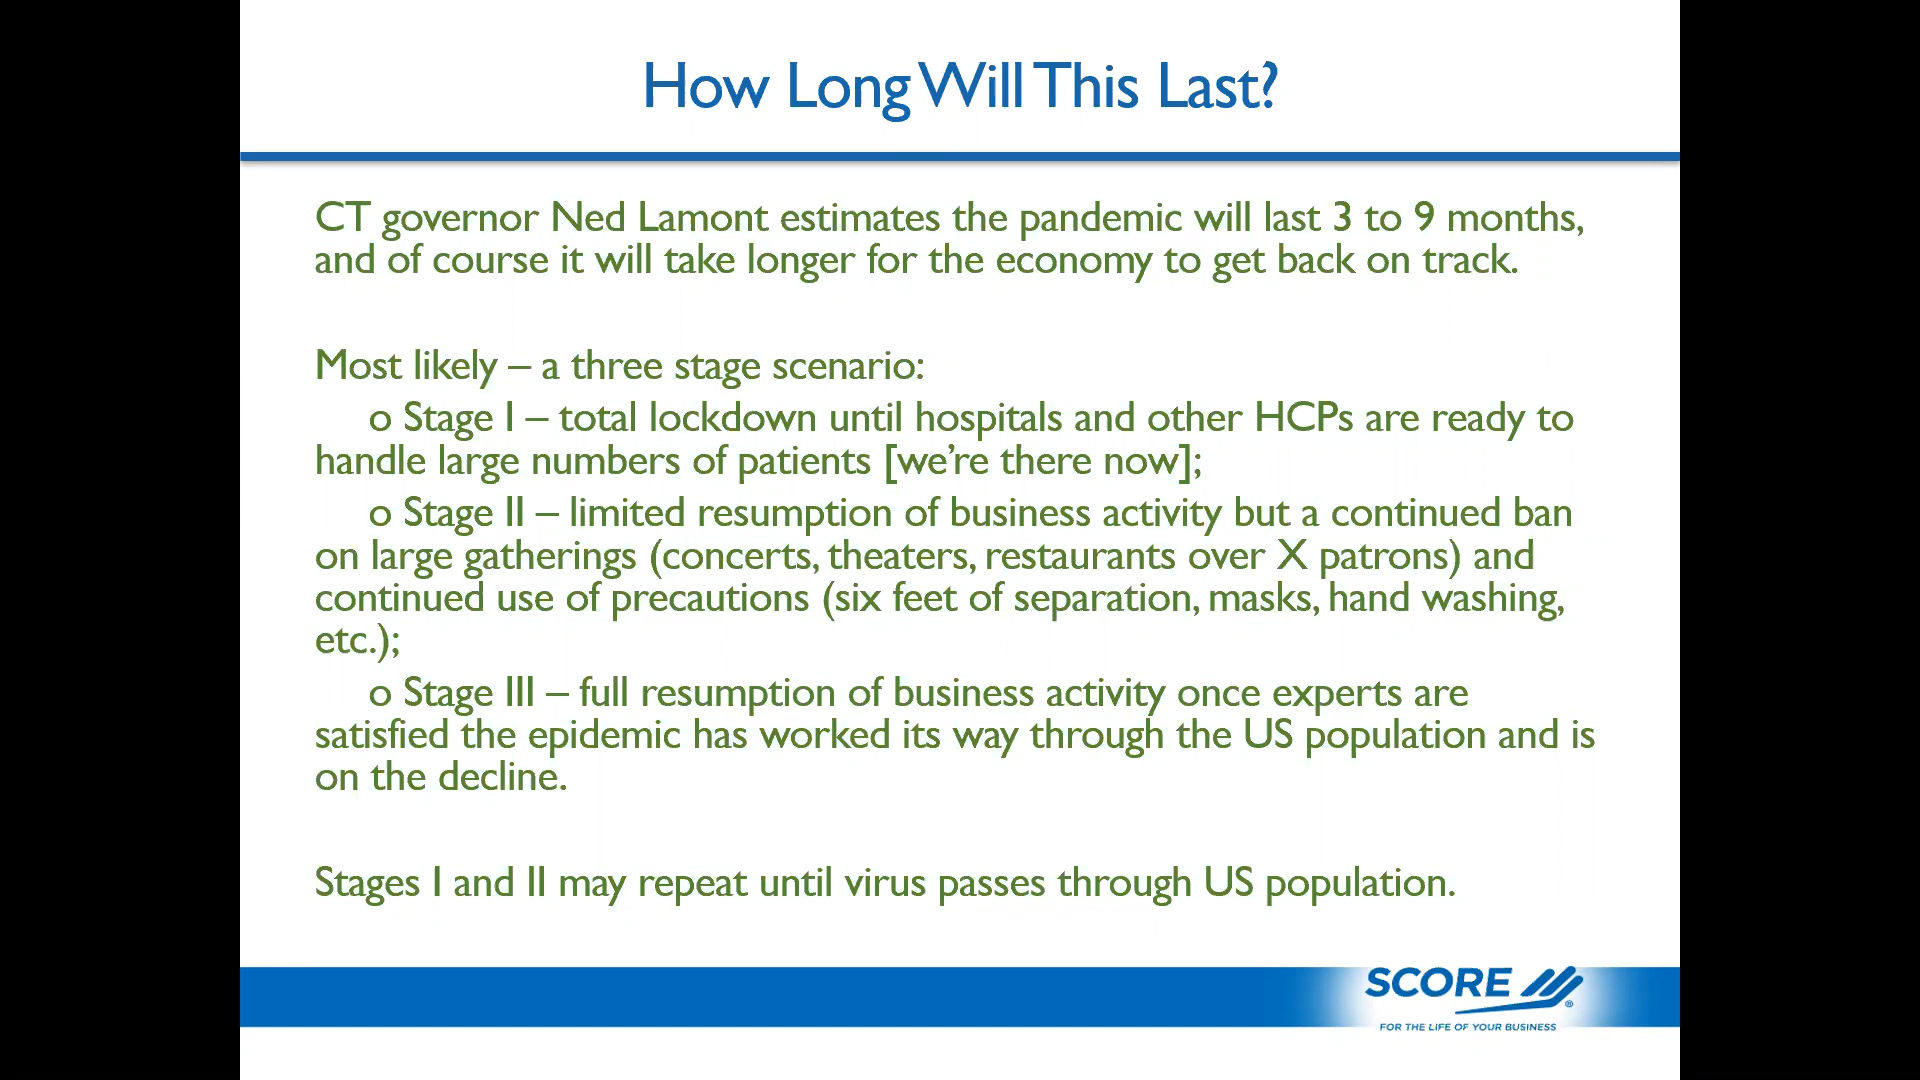 How Long Will This Last?
CT governor Ned Lamont estimates the pandemic will last 3 to 9 months,
and of course it will take longer for the economy to get back on track.
Most likely – a three stage scenario:
o Stage I – total lockdown until hospitals and other HCPs are ready to
handle large numbers of patients [we’re there now];
o Stage II – limited resumption of business activity but a continued ban
on large gatherings (concerts, theaters, restaurants over X patrons) and
continued use of precautions (six feet of separation, masks, hand washing,
etc.);
o Stage III – full resumption of business activity once experts are
satisfied the epidemic has worked its way through the US population and is
on the decline.
Stages I and II may repeat until virus passes through US population.
SCORE ®
FOR THE LIFE OF YOUR BUSINESS